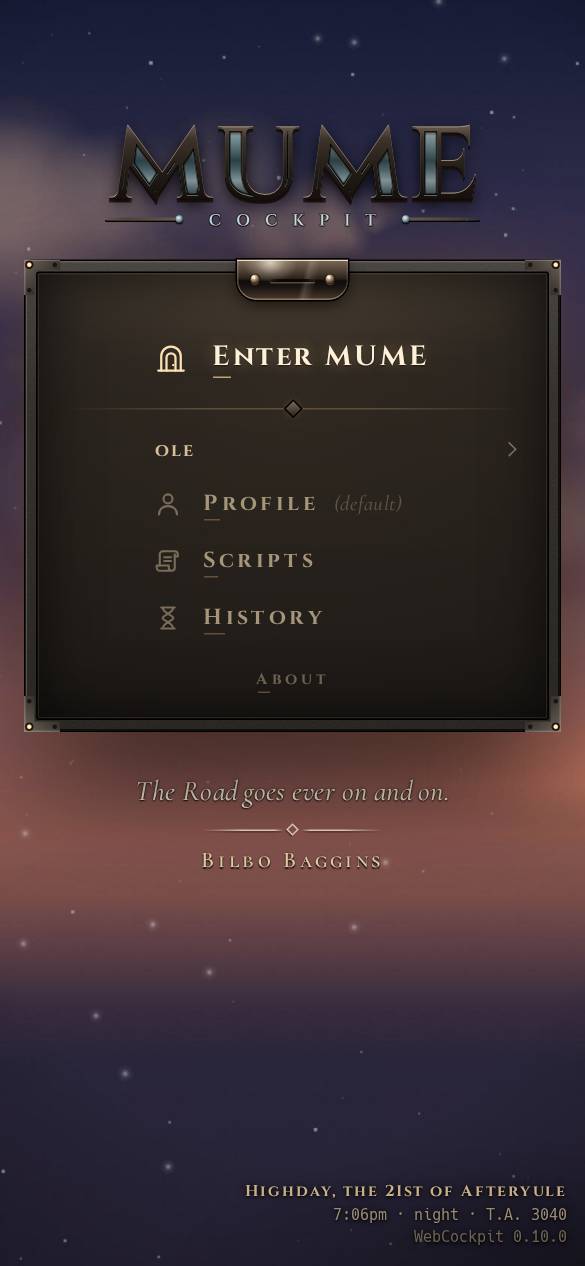 MUME
COCKPIT
Enter MUME
OLE
Profile (default)
Scripts
History
About
The Road goes ever on and on.
Bilbo Baggins
Highday, the 21st of Afteryule
7:06pm · night · T.A. 3040
WebCockpit 0.10.0